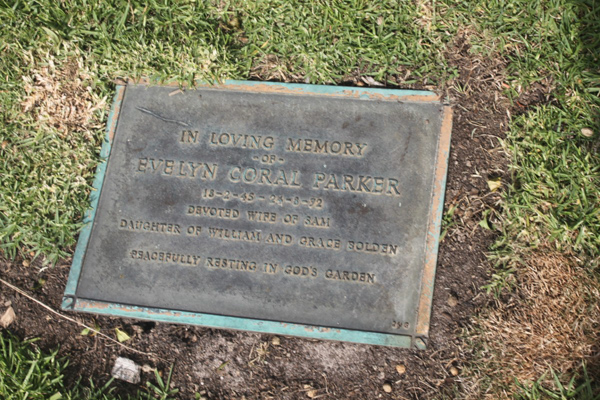 IN LOVING MEMORY
-OF-
EVELYN CORAL PARKER
DEVOTED WIFE OF SAM
DAUGHTER OF WILLIAM AND GRACE BOLDEN
PEACEFULLY RESTING IN GOD'S GARDEN